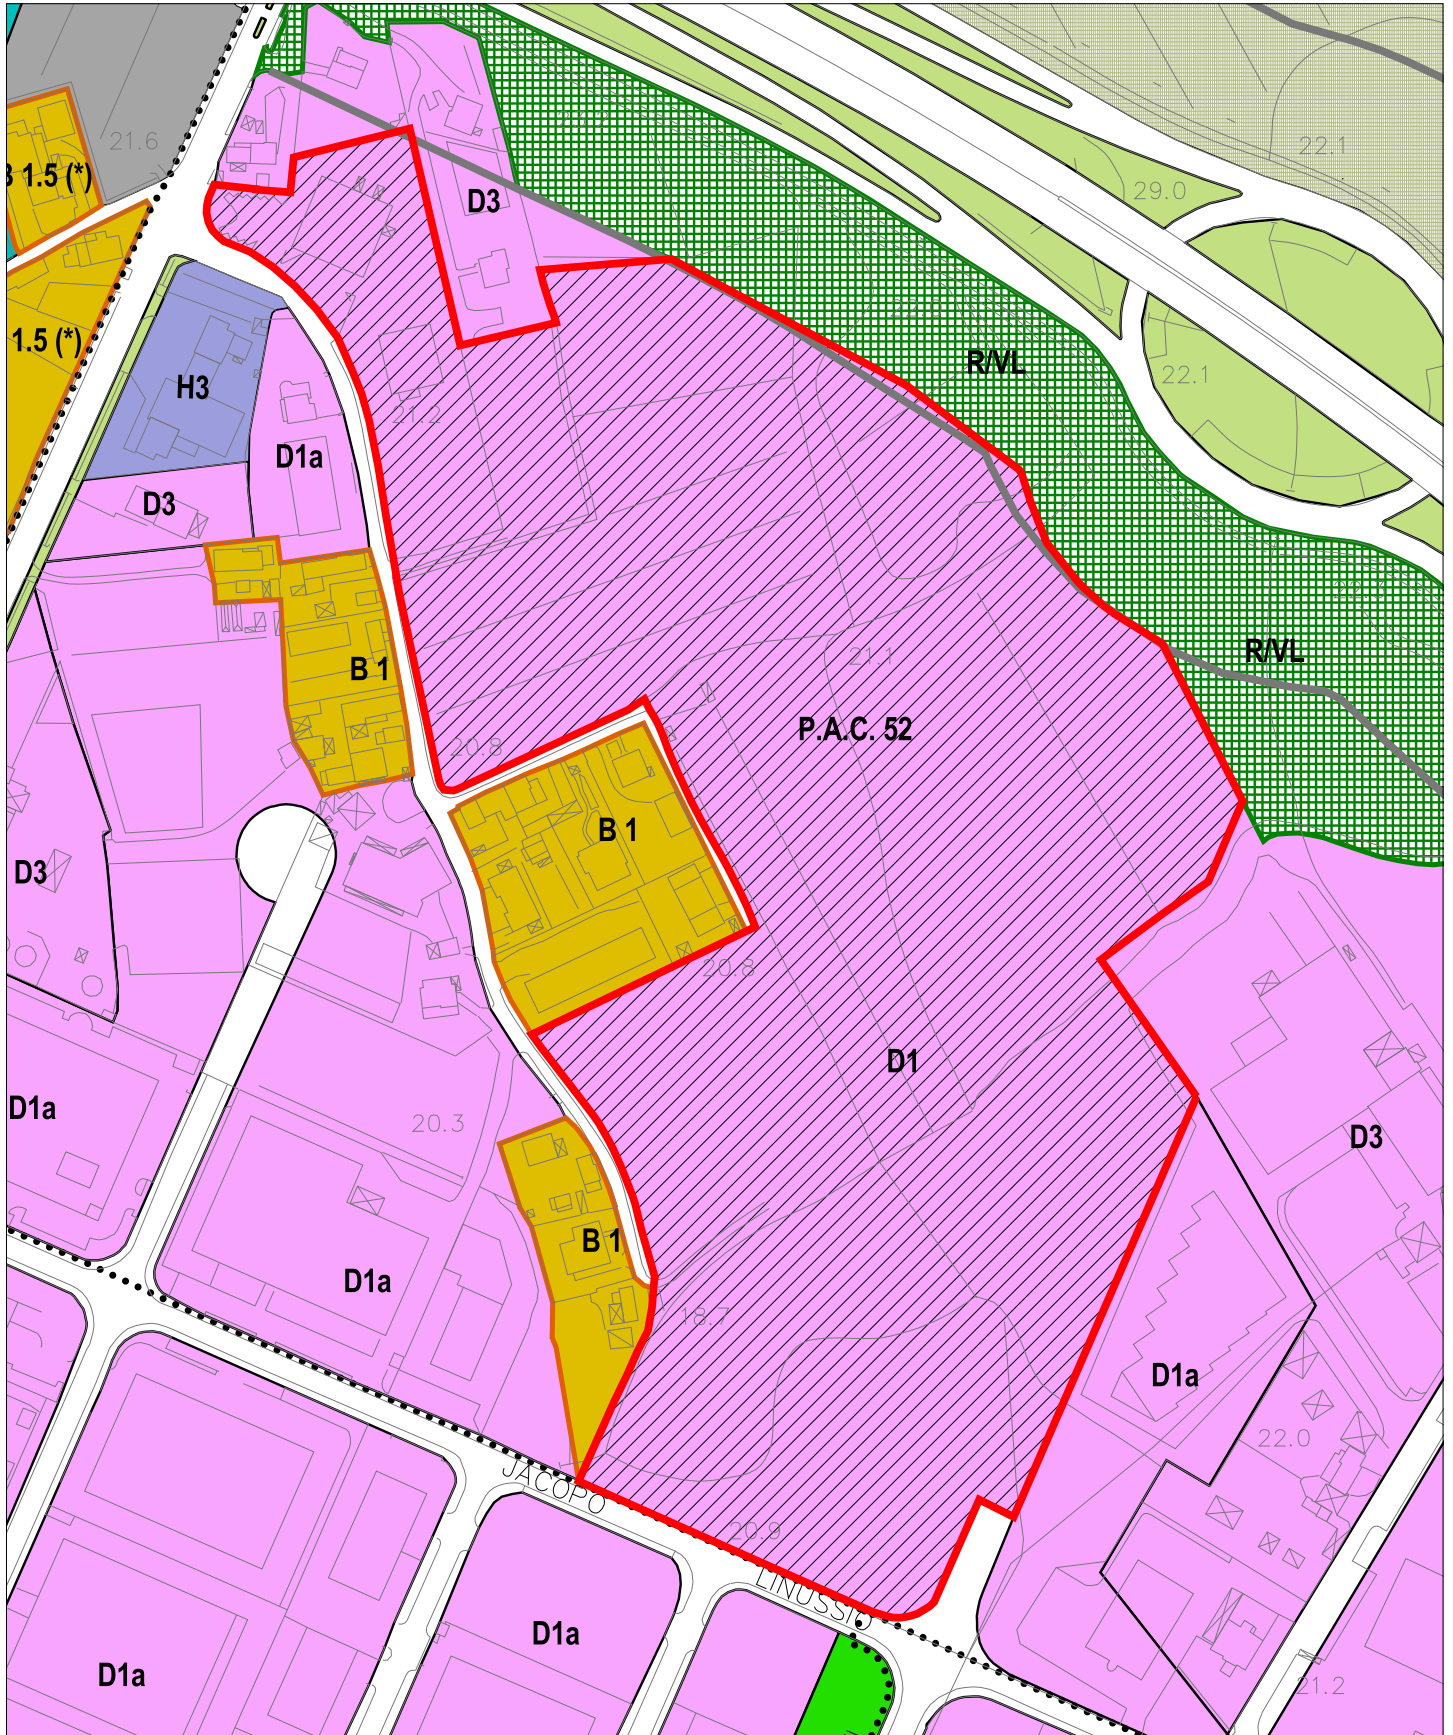 21.6
22.1
B 1.5 (*)
29.0
D3
1.5 (*)
R/VL
22.1
H3
21.2
D1a
D3
R/VL
21.1
B 1
P.A.C. 52
20.8
B 1
D3
20.8
D1
D1a
20.3
D3
B 1
D1a
18.7
D1a
22.0
JACOPO
20.9
LINUSSIO
D1a
D1a
21.2